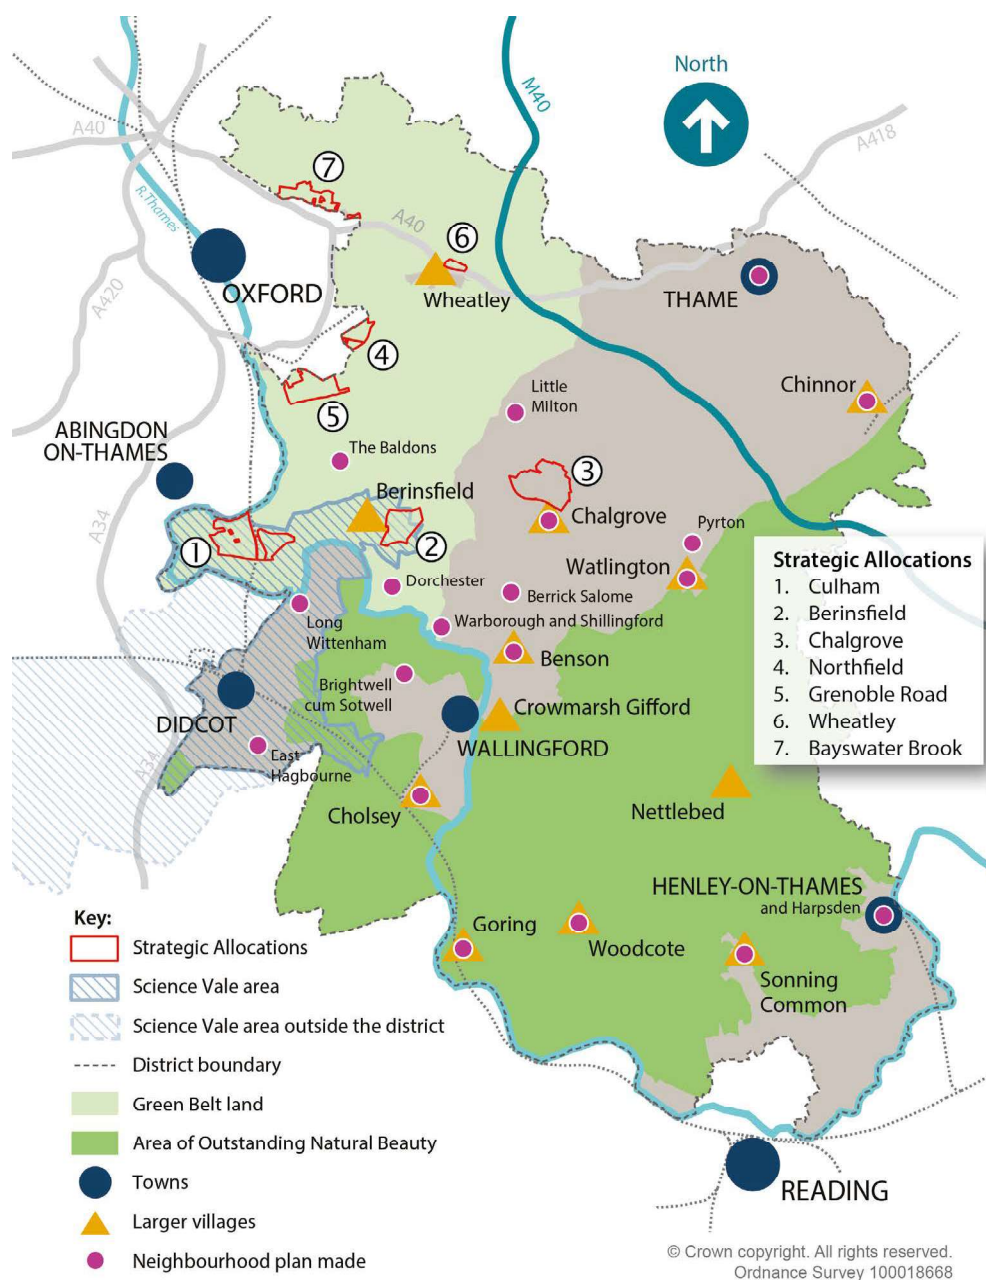 North
M40
A40
A418
R.Thames
⑦
A40
⑥
OXFORD
Wheatley
THAME
A420
④
⑤
Little
Milton
Chinnor
ABINGDON
ON-THAMES
The Baldons
③
Berinsfield
Chalgrove
A34
①
②
Pyrton
Watlington
Dorchester
Berrick Salome
Long
Wittenham
Warborough and Shillingford
Benson
Brightwell
cum Sotwell
Crowmarsh Gifford
DIDCOT
WALLINGFORD
East
Hagbourne
A34
Cholsey
Nettlebed
Strategic Allocations
1. Culham
2. Berinsfield
3. Chalgrove
4. Northfield
5. Grenoble Road
6. Wheatley
7. Bayswater Brook
HENLEY-ON-THAMES
and Harpsden
Goring
Woodcote
Sonning
Common
READING
Key:
Strategic Allocations
Science Vale area
Science Vale area outside the district
District boundary
Green Belt land
Area of Outstanding Natural Beauty
Towns
Larger villages
Neighbourhood plan made
© Crown copyright. All rights reserved.
Ordnance Survey 100018668